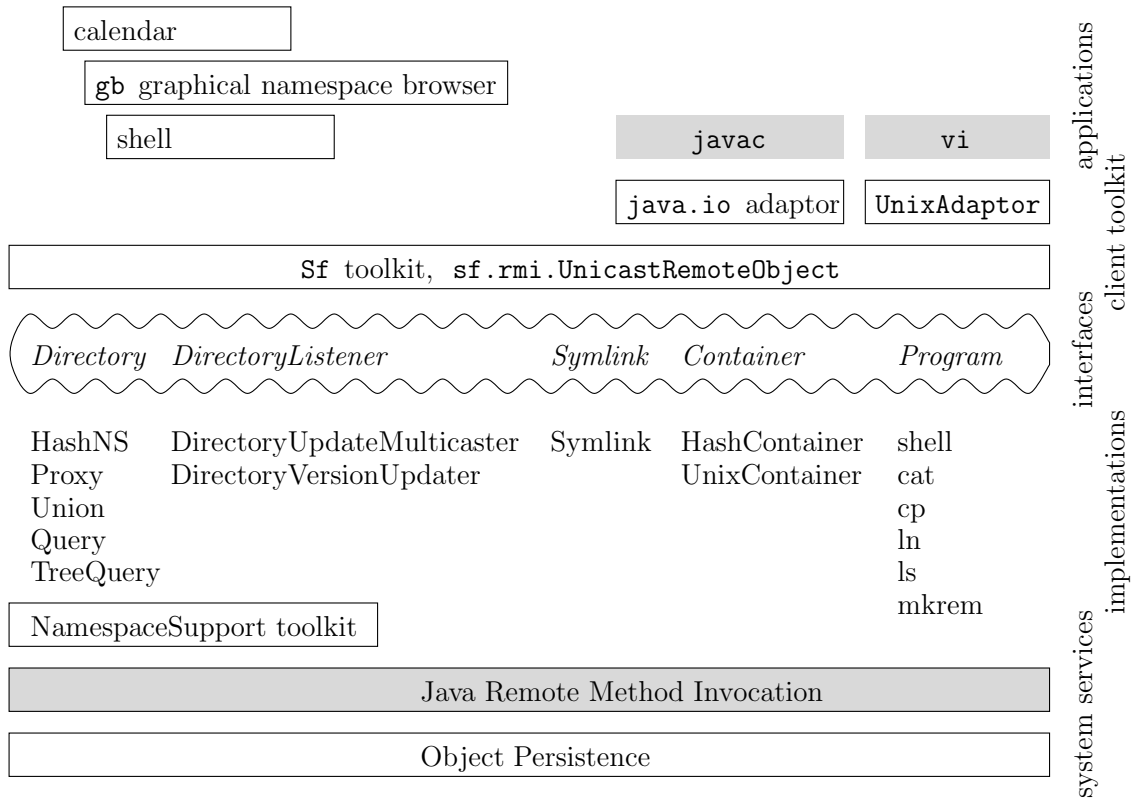 calendar
gb graphical namespace browser
shell
javac
vi
java.io adaptor
UnixAdaptor
Sf toolkit, sf.rmi.UnicastRemoteObject
Directory DirectoryListener Symlink Container Program
HashNS DirectoryUpdateMulticaster Symlink HashContainer shell
Proxy DirectoryVersionUpdater UnixContainer cat
Union cp
Query ln
TreeQuery ls
mkrem
NamespaceSupport toolkit
Java Remote Method Invocation
Object Persistence
applications
client toolkit
interfaces
implementations
system services